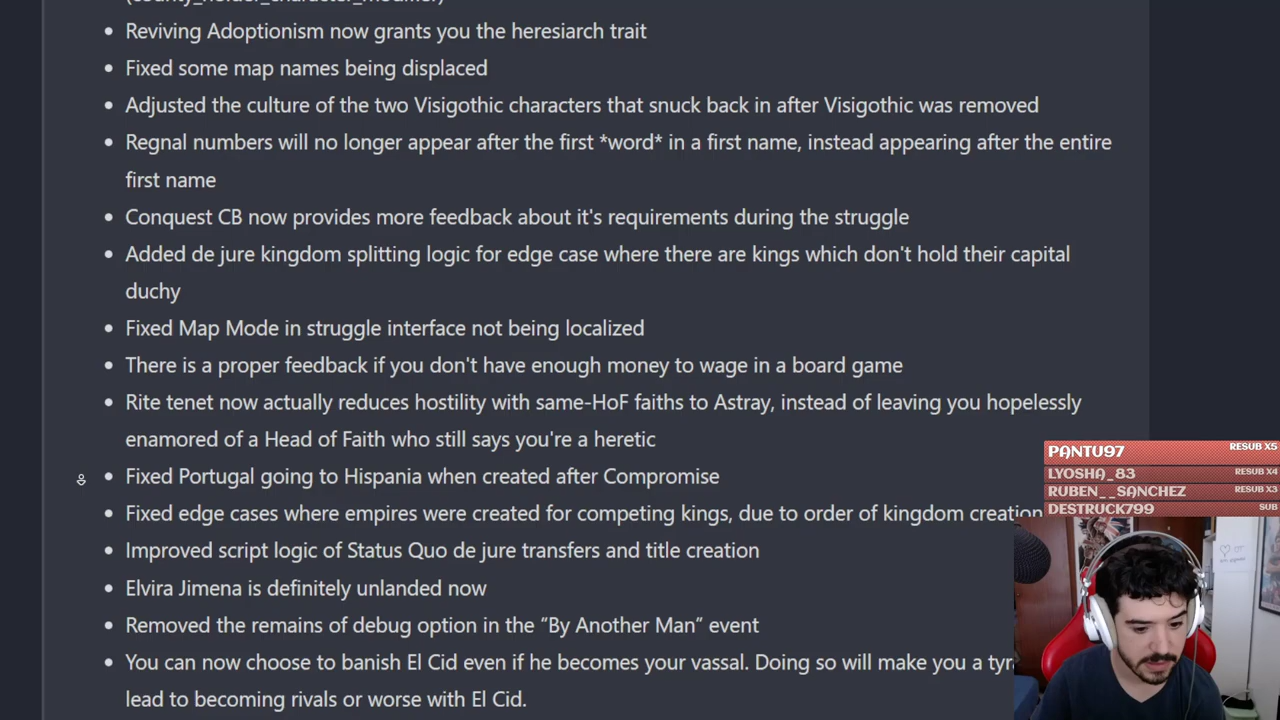 (county_holder_character_modifier)
Reviving Adoptionism now grants you the heresiarch trait
Fixed some map names being displaced
Adjusted the culture of the two Visigothic characters that snuck back in after Visigothic was removed
Regnal numbers will no longer appear after the first *word* in a first name, instead appearing after the entire
first name
Conquest CB now provides more feedback about it's requirements during the struggle
Added de jure kingdom splitting logic for edge case where there are kings which don't hold their capital
duchy
Fixed Map Mode in struggle interface not being localized
There is a proper feedback if you don't have enough money to wage in a board game
Rite tenet now actually reduces hostility with same-HoF faiths to Astray, instead of leaving you hopelessly
enamored of a Head of Faith who still says you're a heretic
Fixed Portugal going to Hispania when created after Compromise
Fixed edge cases where empires were created for competing kings, due to order of kingdom creation
Improved script logic of Status Quo de jure transfers and title creation
Elvira Jimena is definitely unlanded now
Removed the remains of debug option in the “By Another Man” event
You can now choose to banish El Cid even if he becomes your vassal. Doing so will make you a
lead to becoming rivals or worse with El Cid.
PANTU97 RESUB X5
LYOSHA_83 RESUB X4
RUBEN__SANCHEZ RESUB X3
DESTRUCK799 SUB